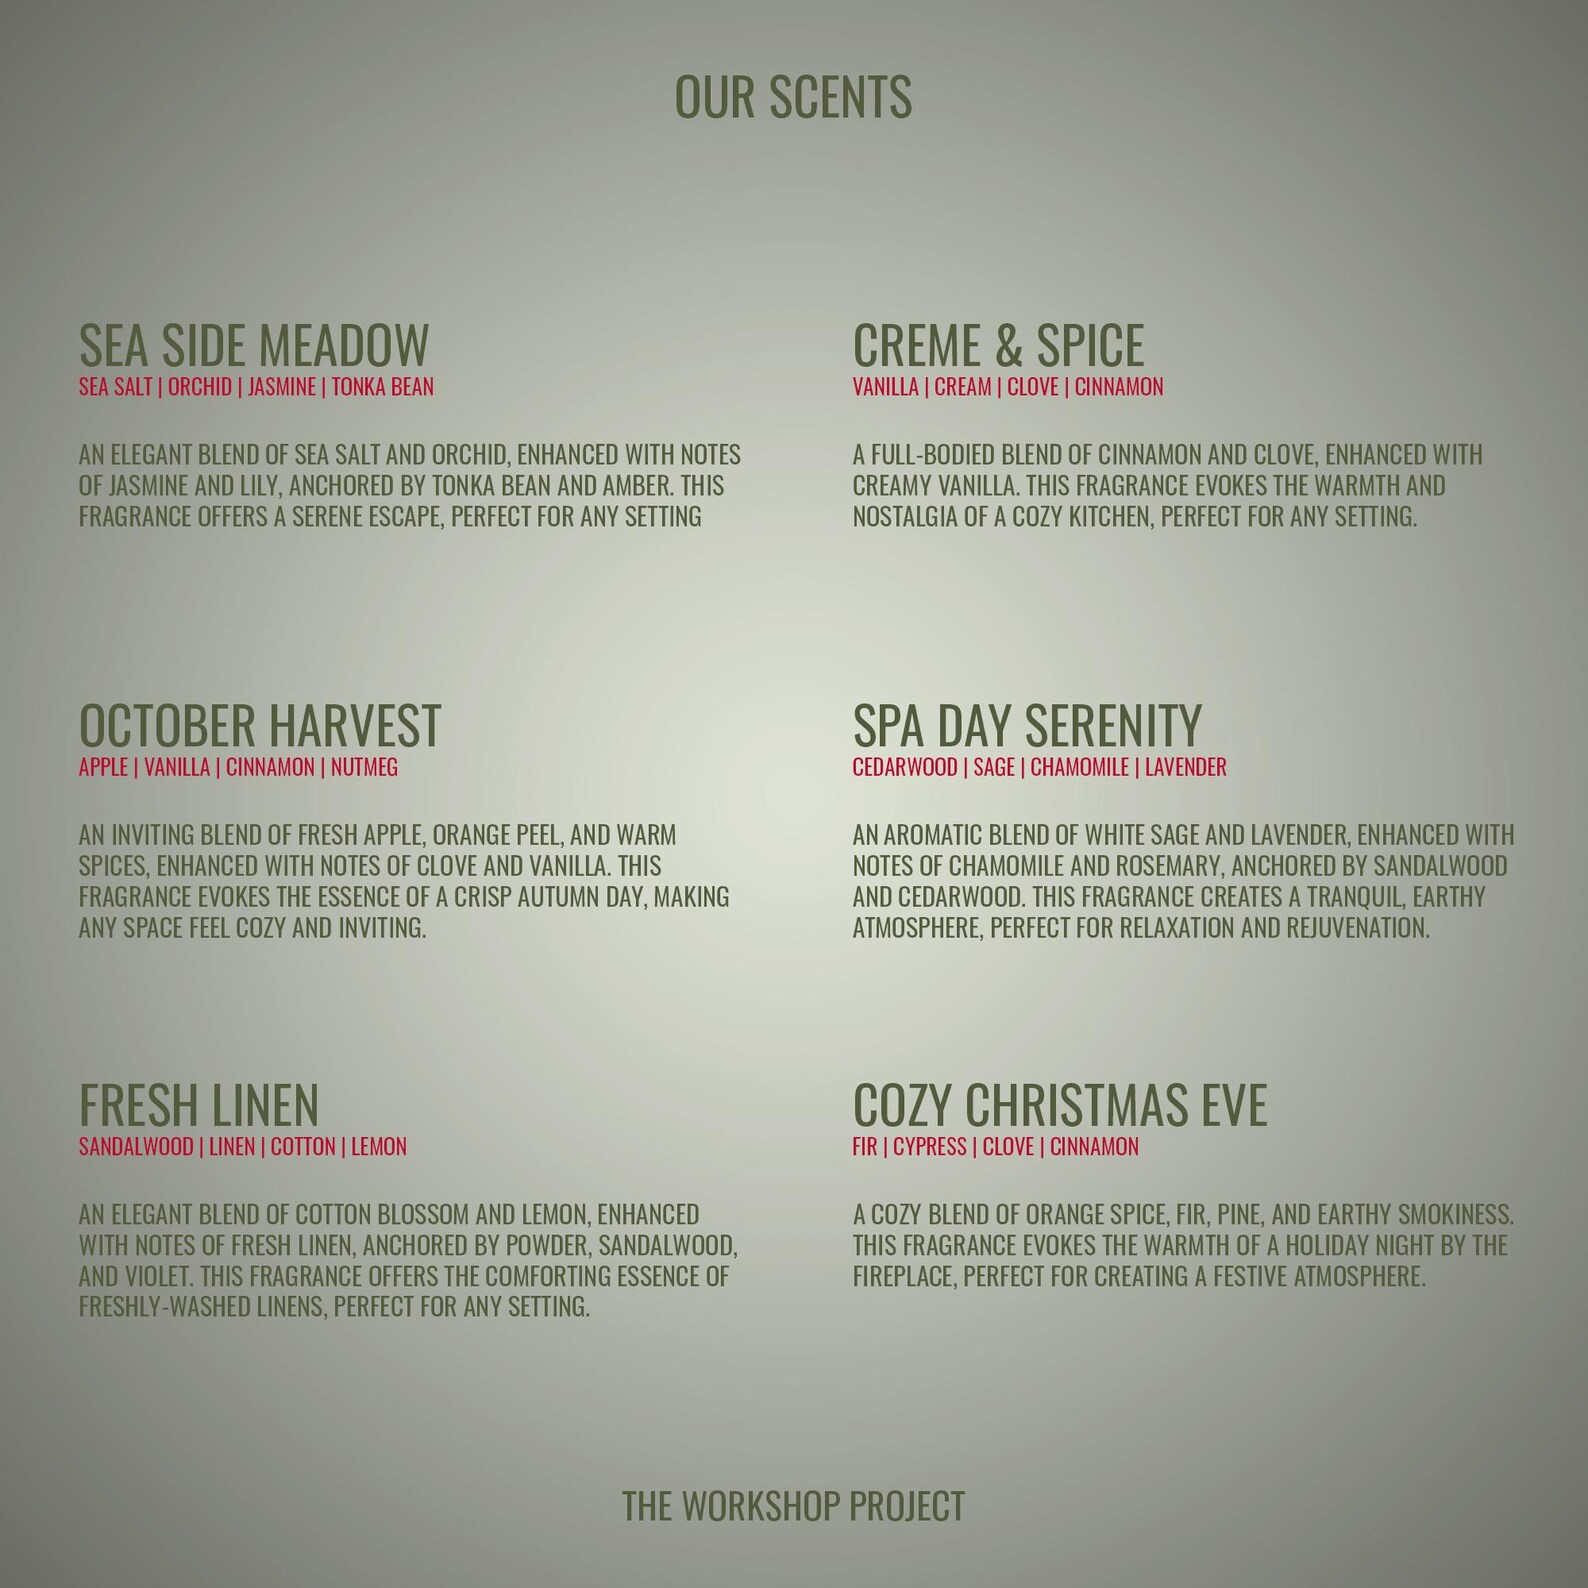 OUR SCENTS
SEA SIDE MEADOW
SEA SALT | ORCHID | JASMINE | TONKA BEAN
AN ELEGANT BLEND OF SEA SALT AND ORCHID, ENHANCED WITH NOTES
OF JASMINE AND LILY, ANCHORED BY TONKA BEAN AND AMBER. THIS
FRAGRANCE OFFERS A SERENE ESCAPE, PERFECT FOR ANY SETTING
CREME & SPICE
VANILLA | CREAM | CLOVE | CINNAMON
A FULL-BODIED BLEND OF CINNAMON AND CLOVE, ENHANCED WITH
CREAMY VANILLA. THIS FRAGRANCE EVOKES THE WARMTH AND
NOSTALGIA OF A COZY KITCHEN, PERFECT FOR ANY SETTING.
OCTOBER HARVEST
APPLE | VANILLA | CINNAMON | NUTMEG
AN INVITING BLEND OF FRESH APPLE, ORANGE PEEL, AND WARM
SPICES, ENHANCED WITH NOTES OF CLOVE AND VANILLA. THIS
FRAGRANCE EVOKES THE ESSENCE OF A CRISP AUTUMN DAY, MAKING
ANY SPACE FEEL COZY AND INVITING.
SPA DAY SERENITY
CEDARWOOD | SAGE | CHAMOMILE | LAVENDER
AN AROMATIC BLEND OF WHITE SAGE AND LAVENDER, ENHANCED WITH
NOTES OF CHAMOMILE AND ROSEMARY, ANCHORED BY SANDALWOOD
AND CEDARWOOD. THIS FRAGRANCE CREATES A TRANQUIL, EARTHY
ATMOSPHERE, PERFECT FOR RELAXATION AND REJUVENATION.
FRESH LINEN
SANDALWOOD | LINEN | COTTON | LEMON
AN ELEGANT BLEND OF COTTON BLOSSOM AND LEMON, ENHANCED
WITH NOTES OF FRESH LINEN, ANCHORED BY POWDER, SANDALWOOD,
AND VIOLET. THIS FRAGRANCE OFFERS THE COMFORTING ESSENCE OF
FRESHLY-WASHED LINENS, PERFECT FOR ANY SETTING.
COZY CHRISTMAS EVE
FIR | CYPRESS | CLOVE | CINNAMON
A COZY BLEND OF ORANGE SPICE, FIR, PINE, AND EARTHY SMOKINESS.
THIS FRAGRANCE EVOKES THE WARMTH OF A HOLIDAY NIGHT BY THE
FIREPLACE, PERFECT FOR CREATING A FESTIVE ATMOSPHERE.
THE WORKSHOP PROJECT